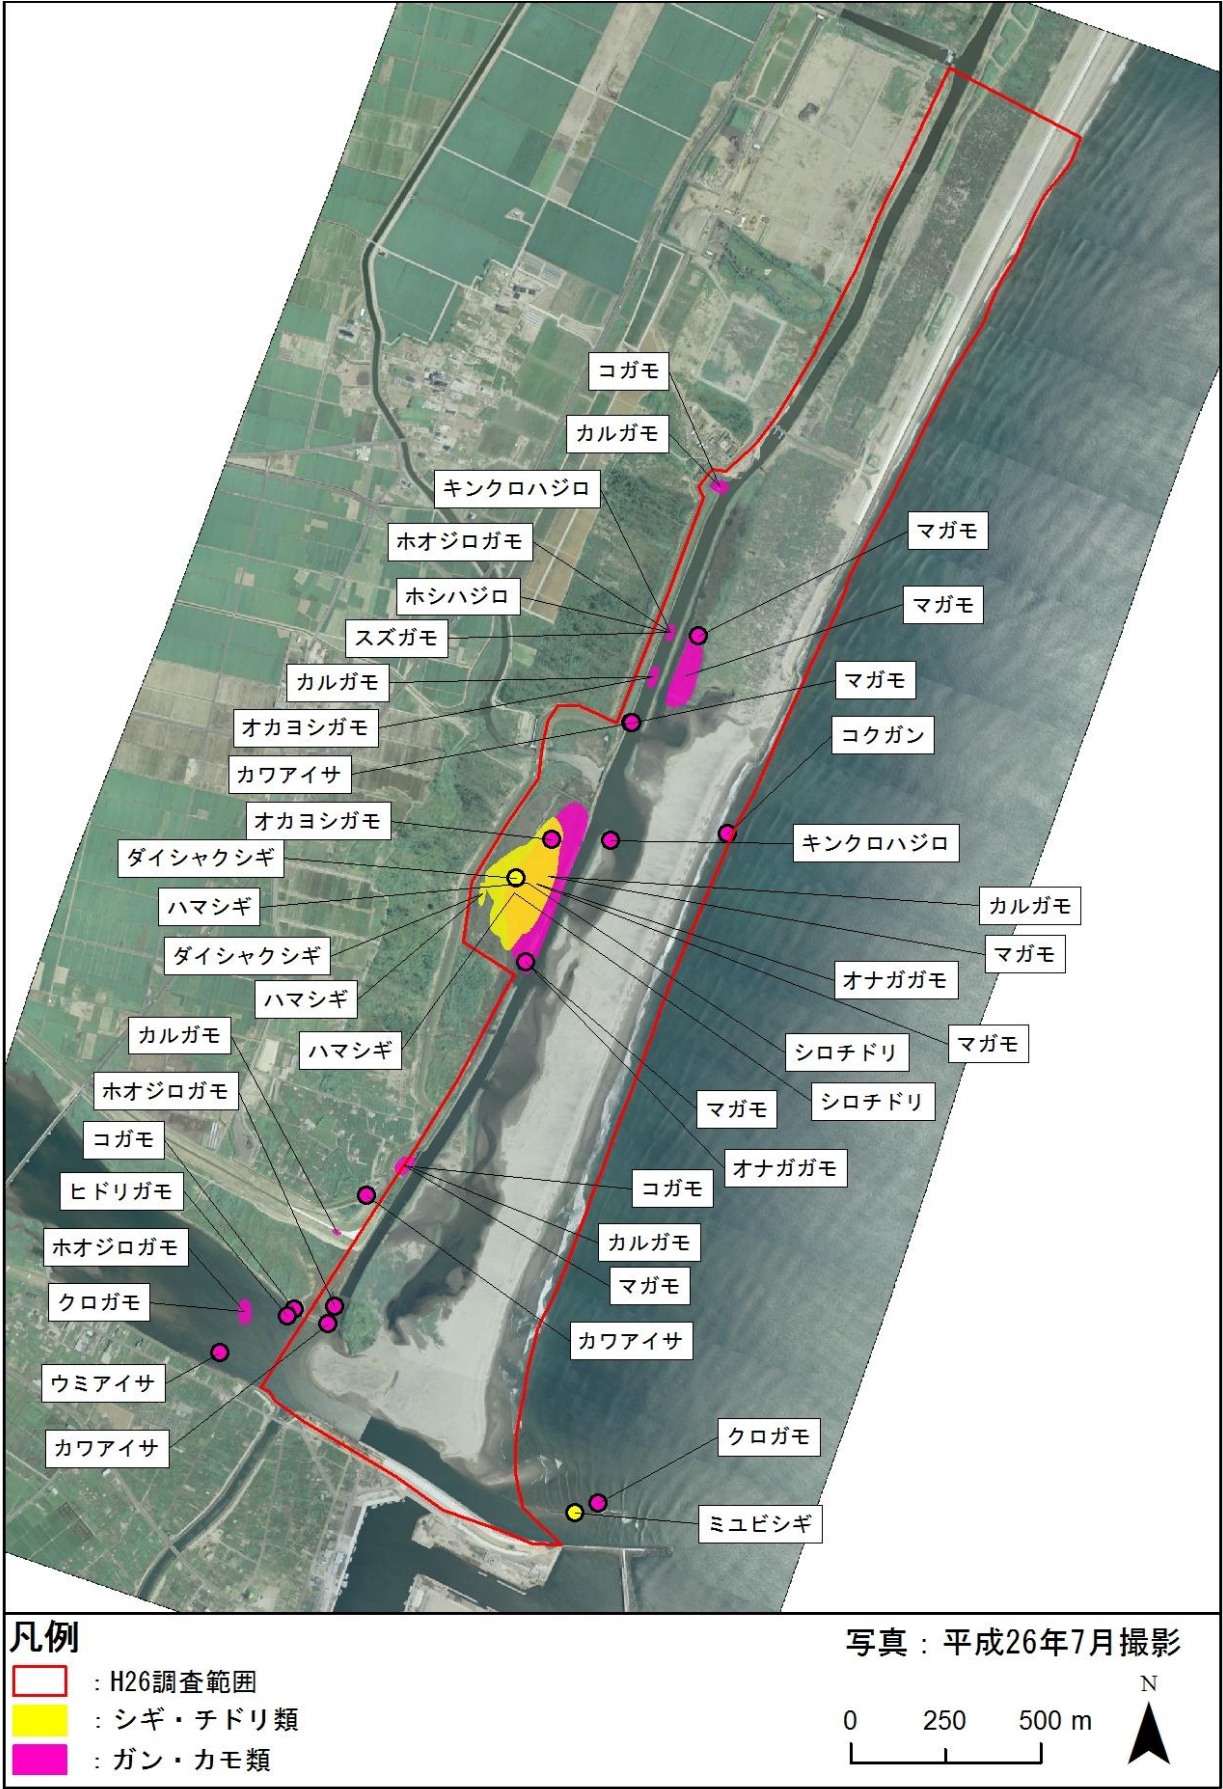 コガモ
カルガモ
キンクロハジロ
マガモ
ホオジロガモ
ホシハジロ
マガモ
スズガモ
カルガモ
マガモ
オカヨシガモ
コクガン
カワアイサ
オカヨシガモ
キンクロハジロ
ダイシャクシギ
ハマシギ
カルガモ
ダイシャクシギ
マガモ
オナガガモ
ハマシギ
カルガモ
マガモ
ハマシギ
シロチドリ
ホオジロガモ
シロチドリ
マガモ
コガモ
オナガガモ
ヒドリガモ
コガモ
ホオジロガモ
カルガモ
マガモ
クロガモ
カワアイサ
ウミアイサ
クロガモ
カワアイサ
ミユビシギ
凡例
：H26調査範囲
：シギ・チドリ類
：ガン・カモ類
写真：平成26年7月撮影
N
0 250 500 m